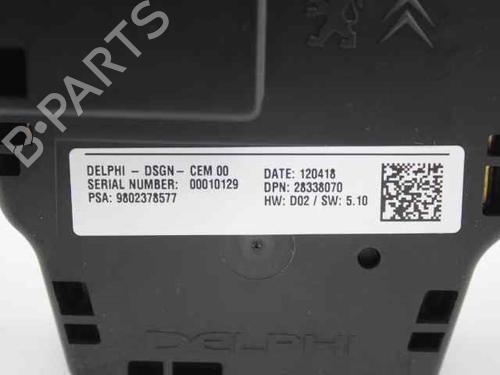 DELPHI - DSGN - CEM 00
SERIAL NUMBER: 00010129
PSA: 9802378577
DATE: 120418
DPN: 28338070
HW: D02 / SW: 5.10
DELPHI
B-PARTS